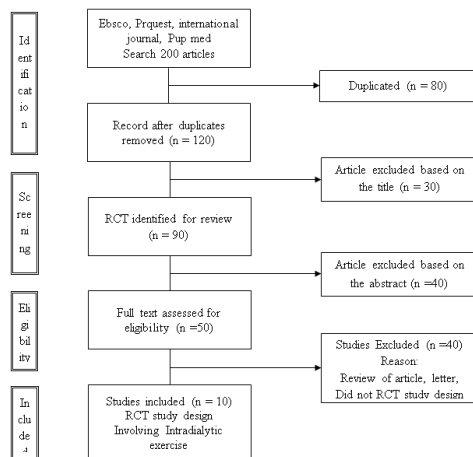 Id
ent
ifi
cat
io
n
Ebsco, Prquest, international
journal, Pup med
Search 200 articles
Duplicated (n = 80)
Record after duplicates
removed (n = 120)
Sc
ree
ni
ng
Article excluded based on
the title (n = 30)
RCT identified for review
(n = 90)
Article excluded based on
the abstract (n =40)
Eli
gi
bil
ity
Full text assessed for
eligibility (n =50)
Studies Excluded (n =40)
Reason:
Review of article, letter,
Did not RCT study design
In
clu
de
d
Studies included (n = 10)
RCT study design
Involving Intradialytic
exercise